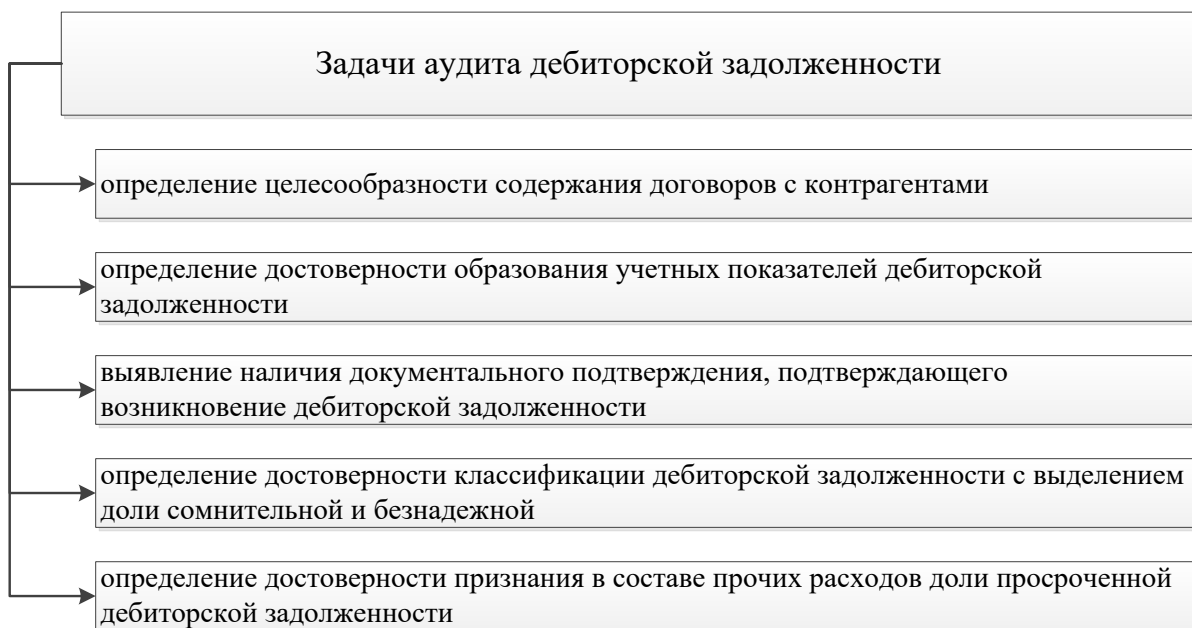 Задачи аудита дебиторской задолженности
определение целесообразности содержания договоров с контрагентами
определение достоверности образования учетных показателей дебиторской
задолженности
выявление наличия документального подтверждения, подтверждающего
возникновение дебиторской задолженности
определение достоверности классификации дебиторской задолженности с выделением
доли сомнительной и безнадежной
определение достоверности признания в составе прочих расходов доли просроченной
дебиторской задолженности